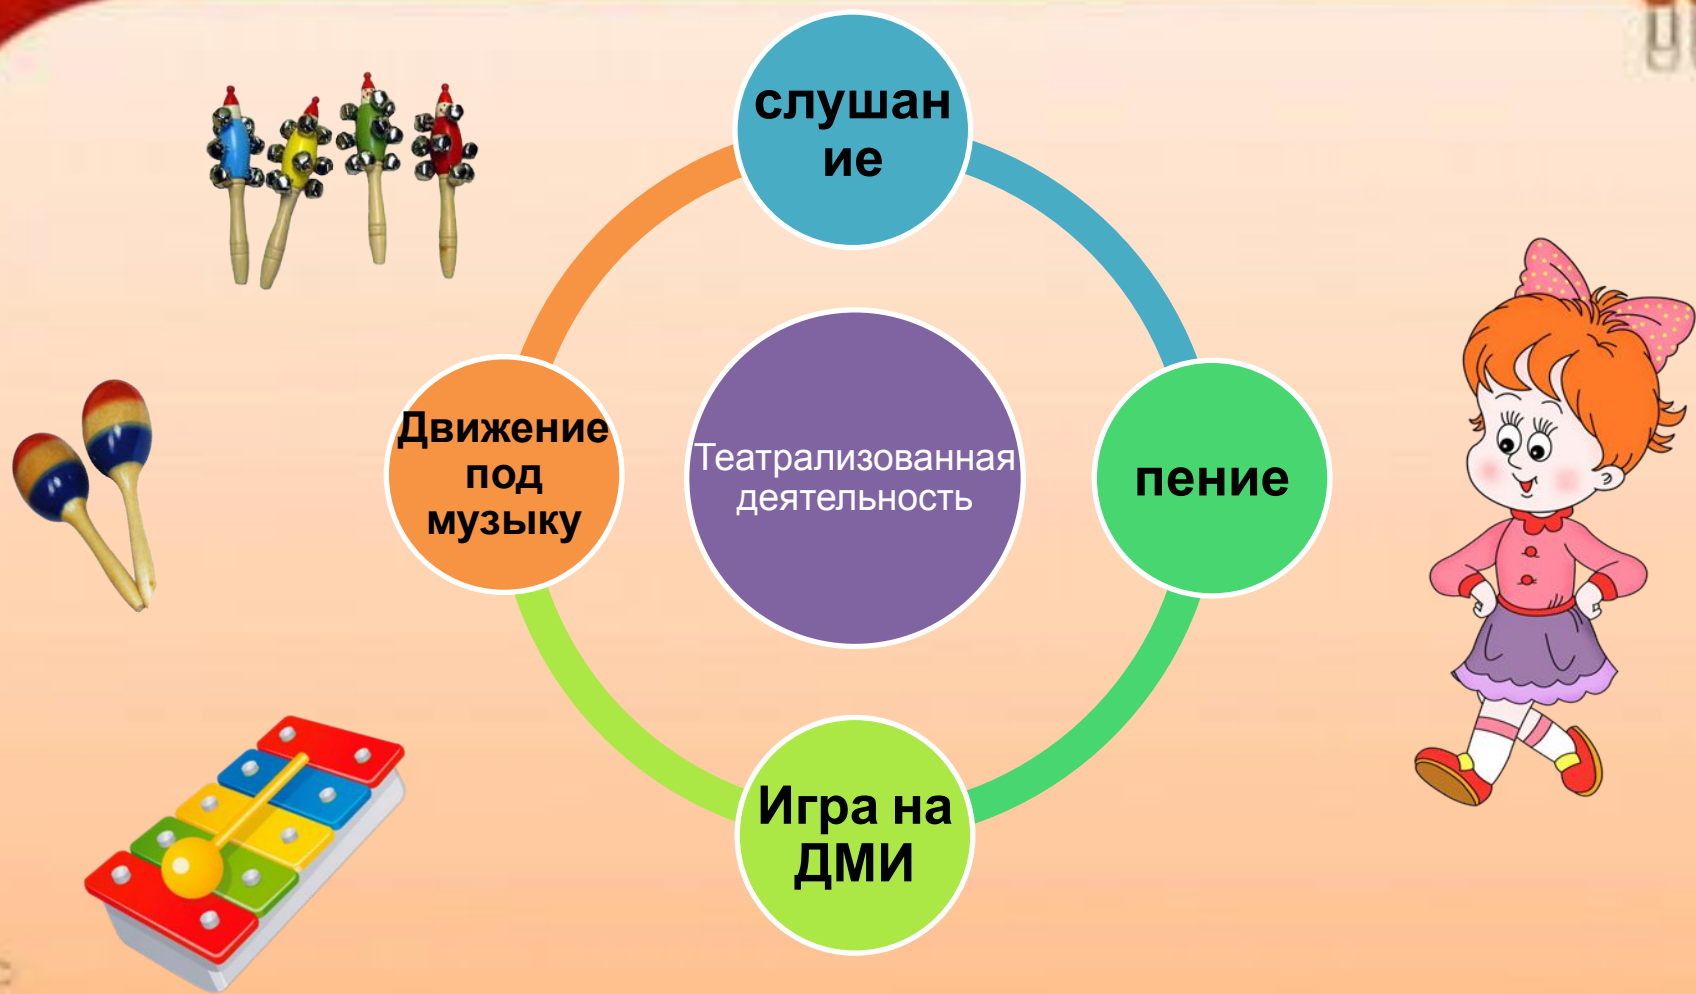 слушан
ие
Движение
под
музыку
Театрализованная
деятельность
пение
Игра на
ДМИ